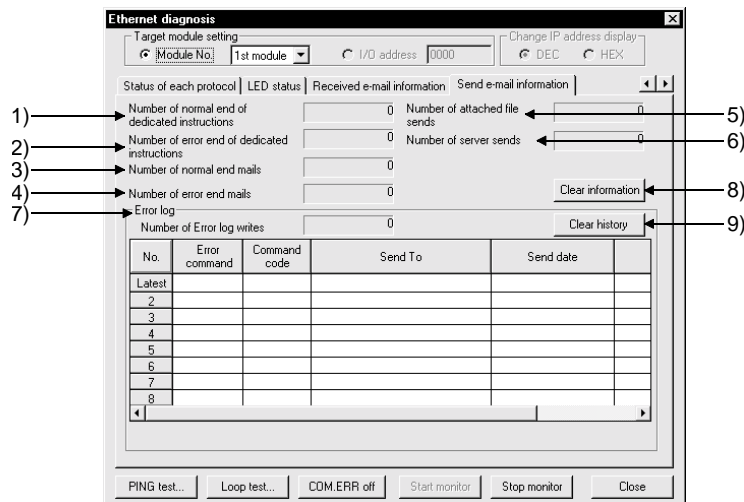 Ethernet diagnosis
Target module setting
Module No. 1st module I/O address 0000
Change IP address display
DEC HEX
Status of each protocol LED status Received e-mail information Send e-mail information
1) Number of normal end of dedicated instructions 0
2) Number of error end of dedicated instructions 0
3) Number of normal end mails 0
4) Number of error end mails 0
Number of attached file sends 0 5)
Number of server sends 0 6)
Clear information 8)
7) Error log
Number of Error log writes 0
Clear history 9)
No. Error command Command code Send To Send date
Latest
2
3
4
5
6
7
8
PING test... Loop test... COM.ERR off Start monitor Stop monitor Close